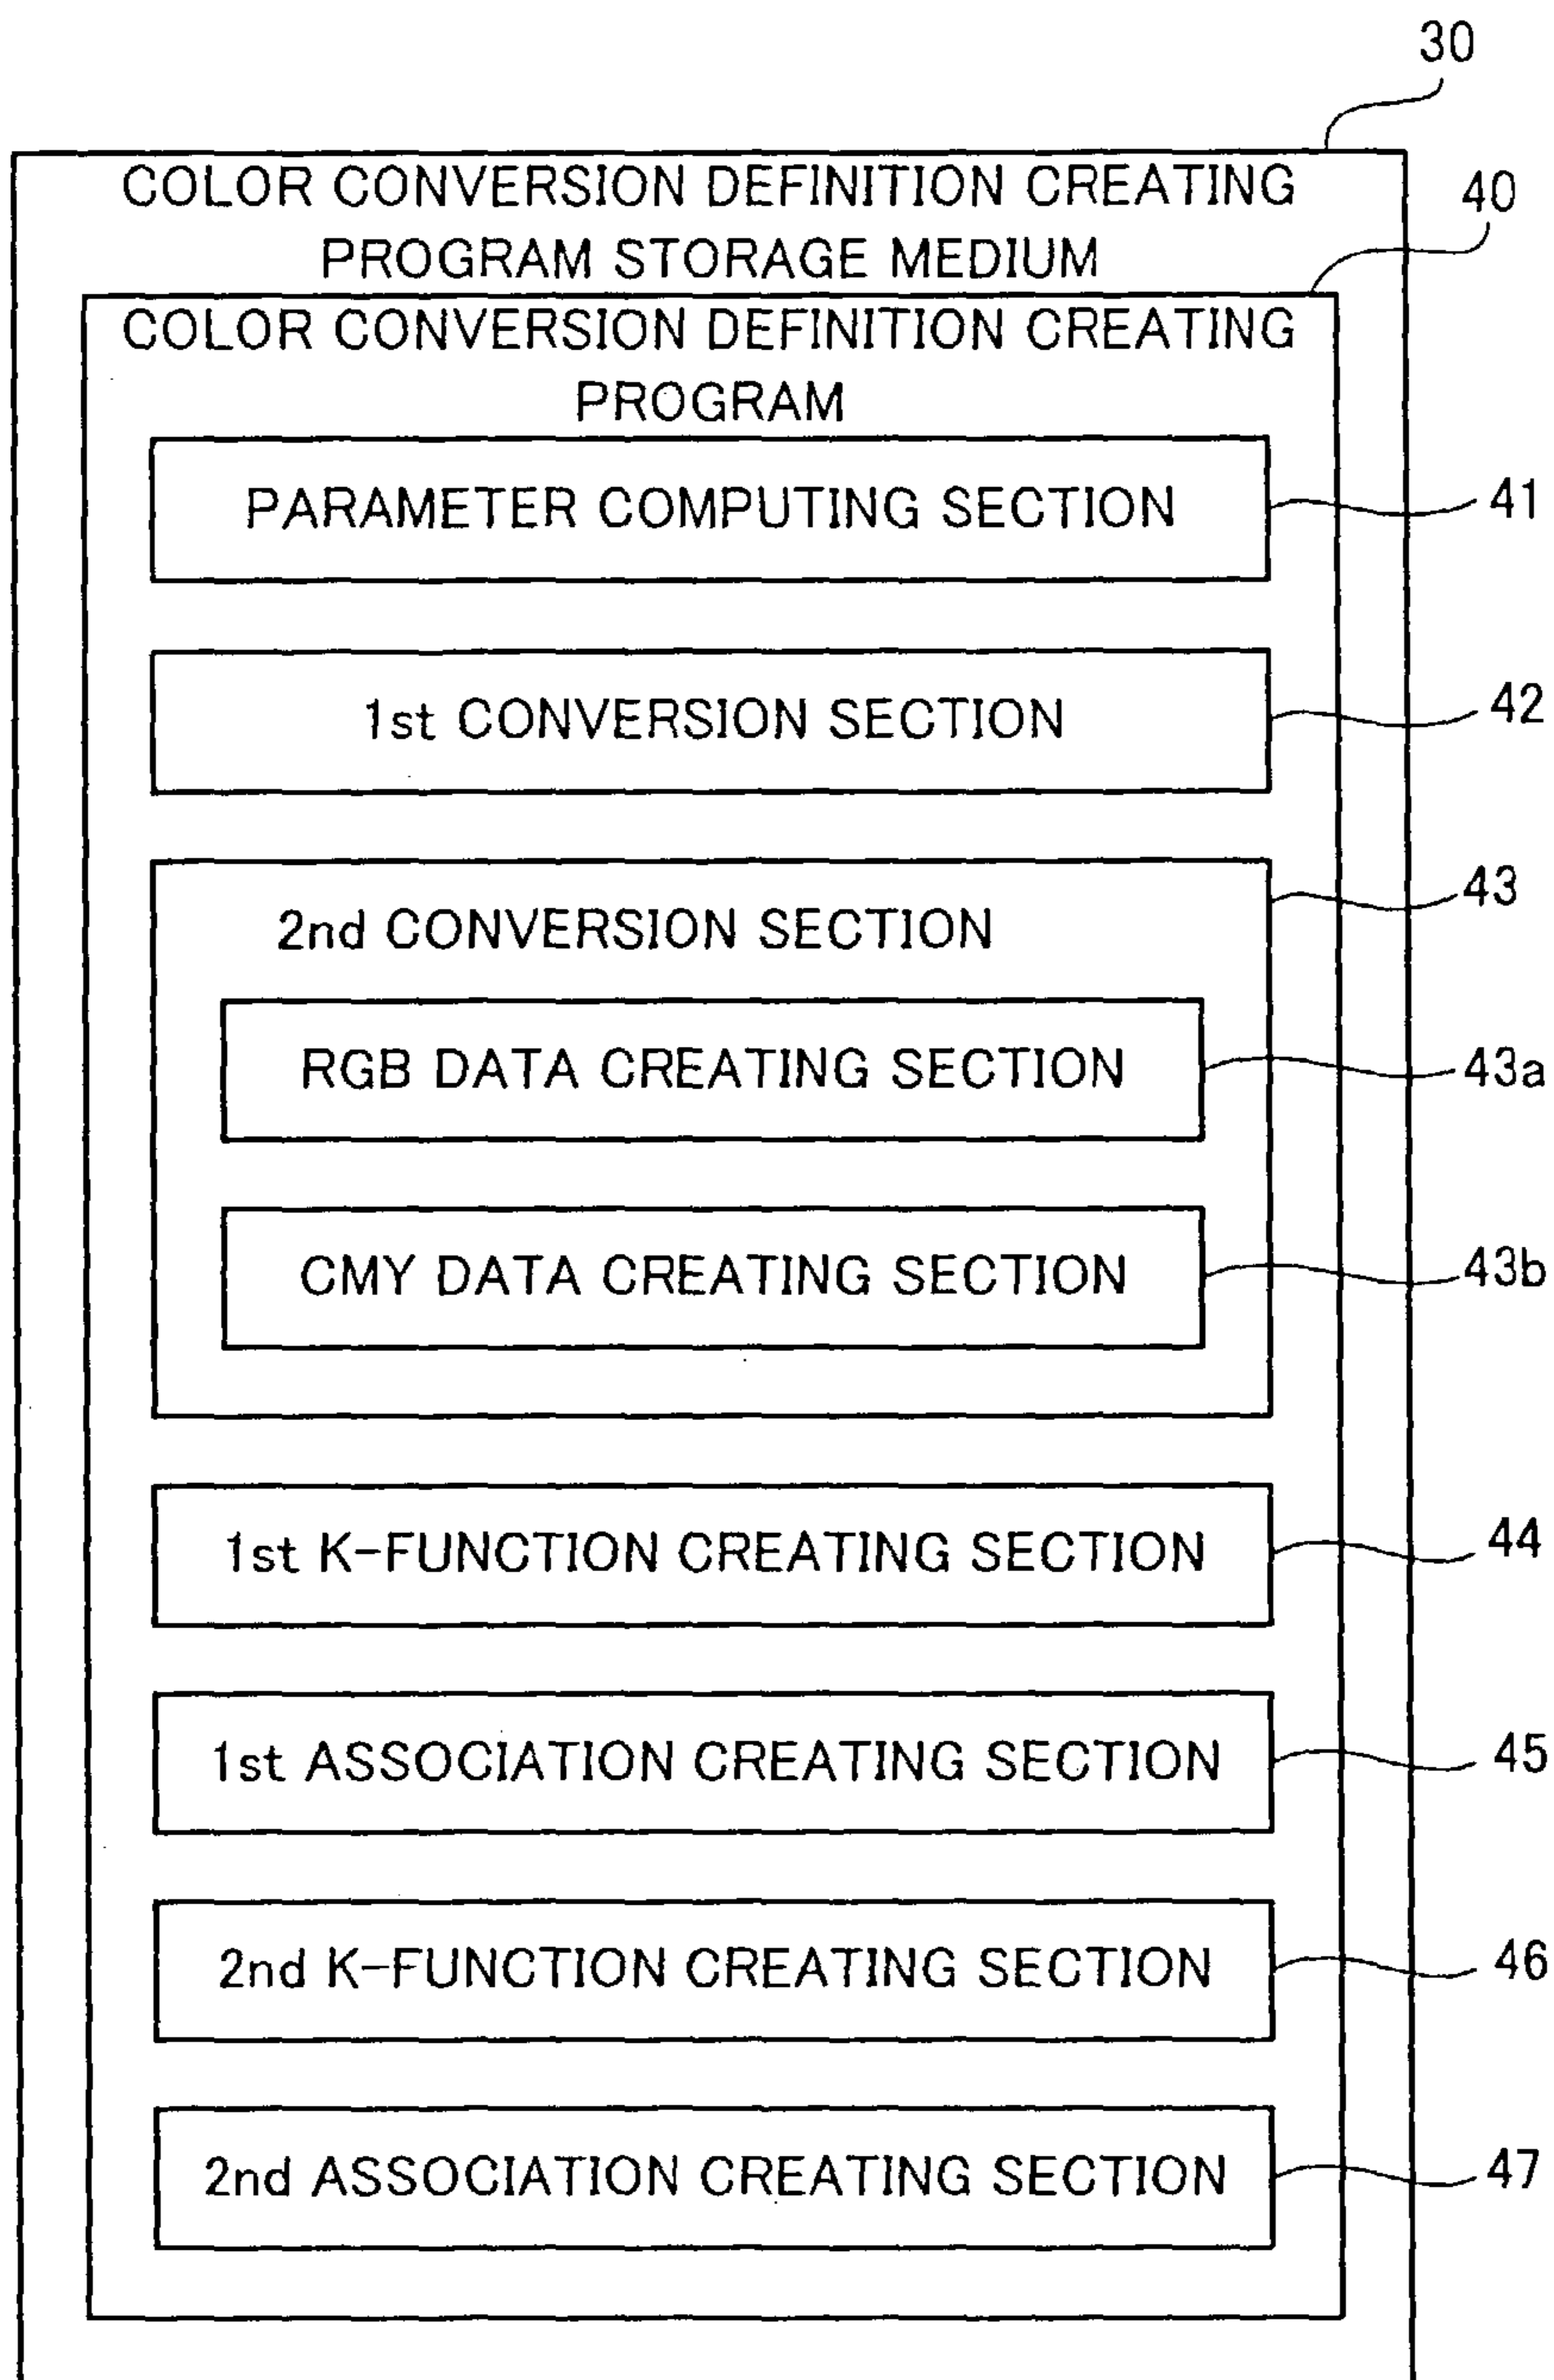 30
COLOR CONVERSION DEFINITION CREATING
PROGRAM STORAGE MEDIUM
40
COLOR CONVERSION DEFINITION CREATING
PROGRAM
PARAMETER COMPUTING SECTION
41
1st CONVERSION SECTION
42
43
2nd CONVERSION SECTION
RGB DATA CREATING SECTION
43a
CMY DATA CREATING SECTION
43b
1st K-FUNCTION CREATING SECTION
44
1st ASSOCIATION CREATING SECTION
45
2nd K-FUNCTION CREATING SECTION
46
2nd ASSOCIATION CREATING SECTION
47